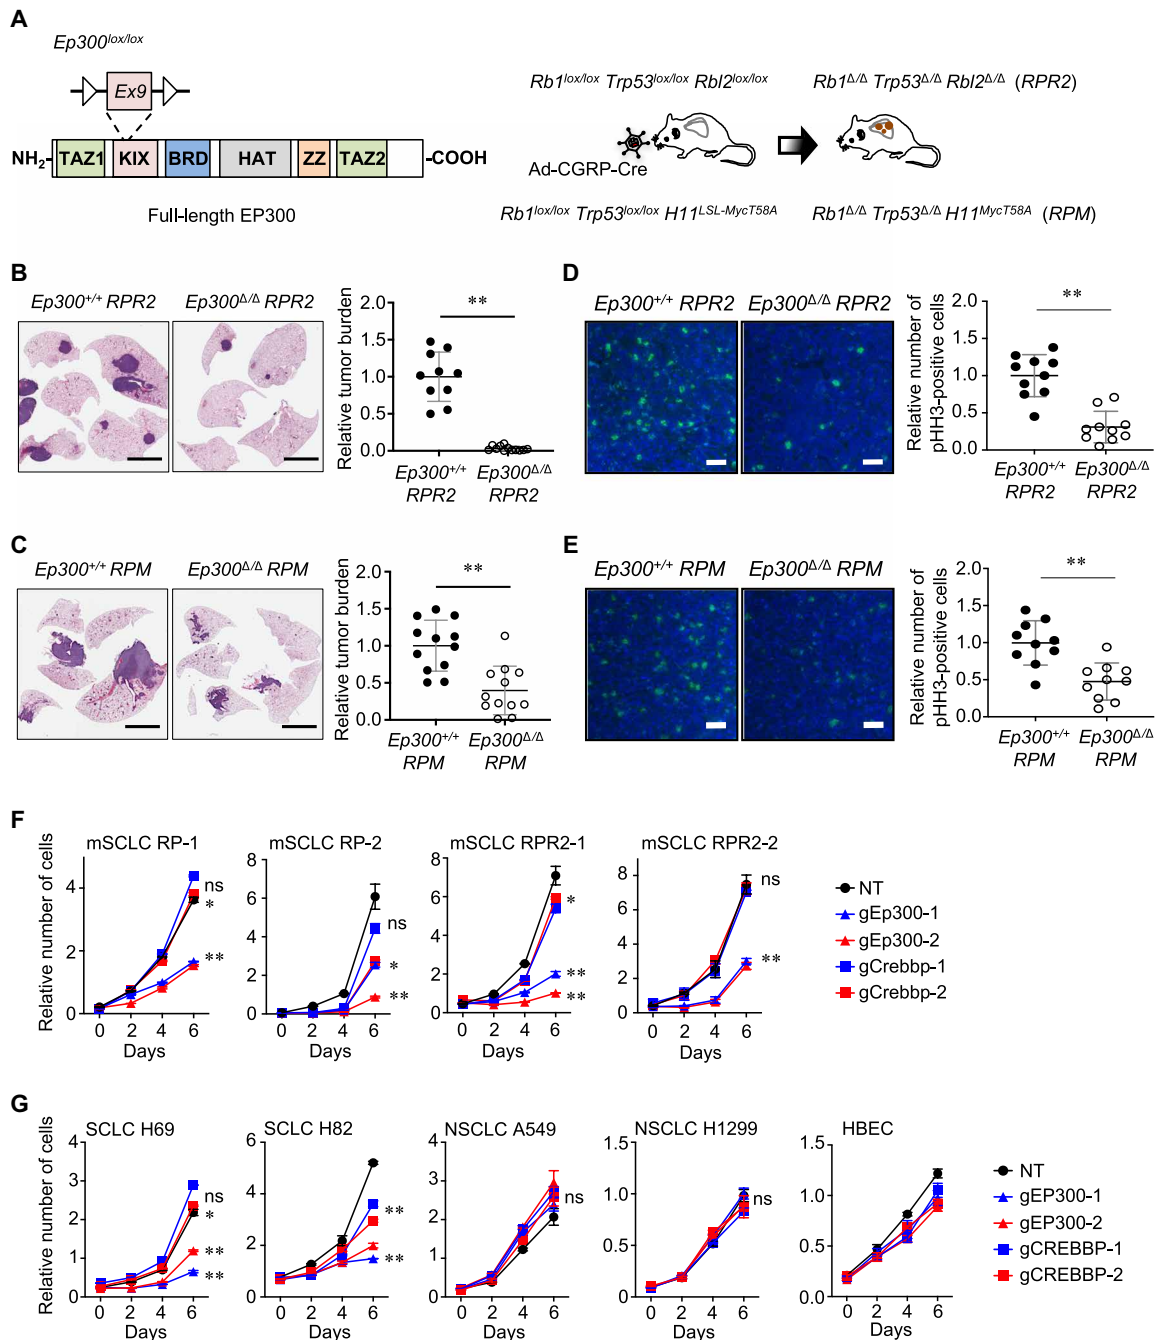 A
Ep300lox/lox
Ex9
NH2- TAZ1 KIX BRD HAT ZZ TAZ2 -COOH
Full-length EP300
Rb1lox/lox Trp53lox/lox Rbl2lox/lox
Rb1Δ/Δ Trp53Δ/Δ Rbl2Δ/Δ (RPR2)
Ad-CGRP-Cre
Rb1lox/lox Trp53lox/lox H11LSL-MycT58A
Rb1Δ/Δ Trp53Δ/Δ H11MycT58A (RPM)
B
Ep300+/+ RPR2
Ep300Δ/Δ RPR2
Relative tumor burden
2.0
1.5
1.0
0.5
0.0
**
Ep300+/+ RPR2
Ep300Δ/Δ RPR2
D
Ep300+/+ RPR2
Ep300Δ/Δ RPR2
Relative number of
pHH3-positive cells
2.0
1.5
1.0
0.5
0.0
**
Ep300+/+ RPR2
Ep300Δ/Δ RPR2
C
Ep300+/+ RPM
Ep300Δ/Δ RPM
Relative tumor burden
2.0
1.5
1.0
0.5
0.0
**
Ep300+/+ RPM
Ep300Δ/Δ RPM
E
Ep300+/+ RPM
Ep300Δ/Δ RPM
Relative number of
pHH3-positive cells
2.0
1.5
1.0
0.5
0.0
**
Ep300+/+ RPM
Ep300Δ/Δ RPM
F
Relative number of cells
mSCLC RP-1
4
2
0
ns
*
**
0 2 4 6
Days
mSCLC RP-2
8
6
4
2
0
ns
*
**
0 2 4 6
Days
mSCLC RPR2-1
8
6
4
2
0
*
**
**
0 2 4 6
Days
mSCLC RPR2-2
8
6
4
2
0
ns
**
0 2 4 6
Days
NT
gEp300-1
gEp300-2
gCrebbp-1
gCrebbp-2
G
Relative number of cells
SCLC H69
4
3
2
1
0
ns
*
**
**
0 2 4 6
Days
SCLC H82
6
4
2
0
**
**
0 2 4 6
Days
NSCLC A549
4
3
2
1
0
ns
0 2 4 6
Days
NSCLC H1299
1.5
1.0
0.5
0.0
ns
0 2 4 6
Days
HBEC
1.5
1.0
0.5
0.0
0 2 4 6
Days
NT
gEP300-1
gEP300-2
gCREBBP-1
gCREBBP-2